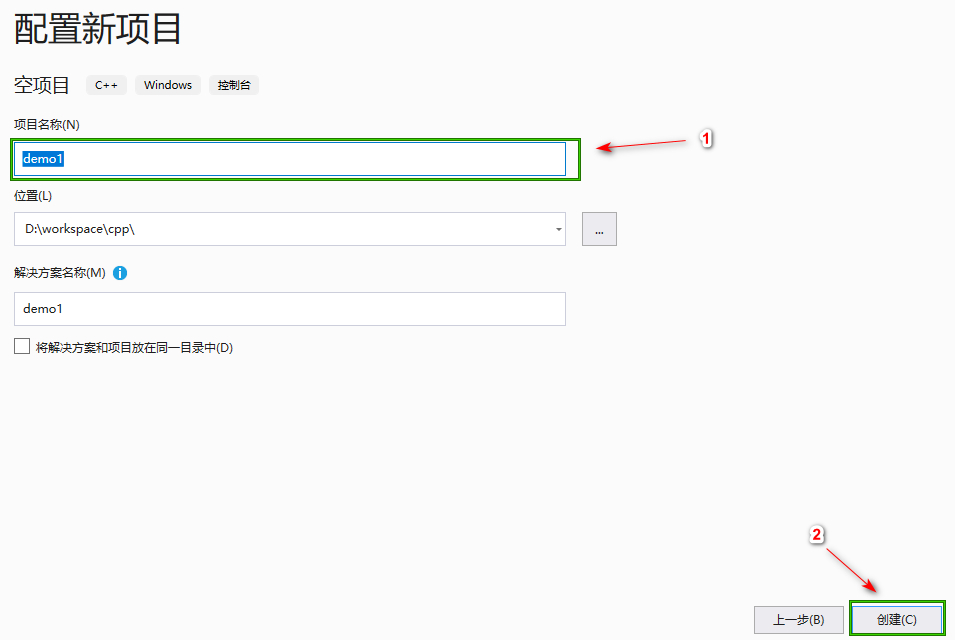 配置新项目
空项目 C++ Windows 控制台
项目名称(N)
demo1
1
位置(L)
D:\workspace\cpp\
...
解决方案名称(M) i
demo1
将解决方案和项目放在同一目录中(D)
2
上一步(B) 创建(C)